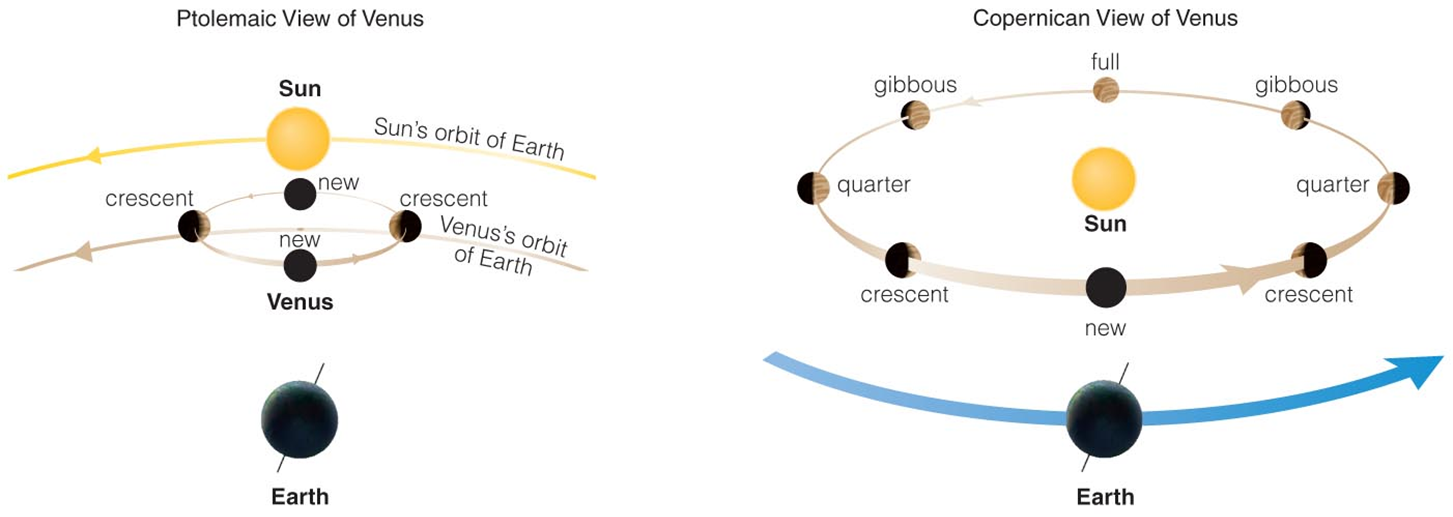 Ptolemaic View of Venus
Sun
Sun's orbit of Earth
new
crescent
crescent
new
Venus's orbit
of Earth
Venus
Earth
Copernican View of Venus
full
gibbous
gibbous
quarter
quarter
Sun
crescent
crescent
new
Earth